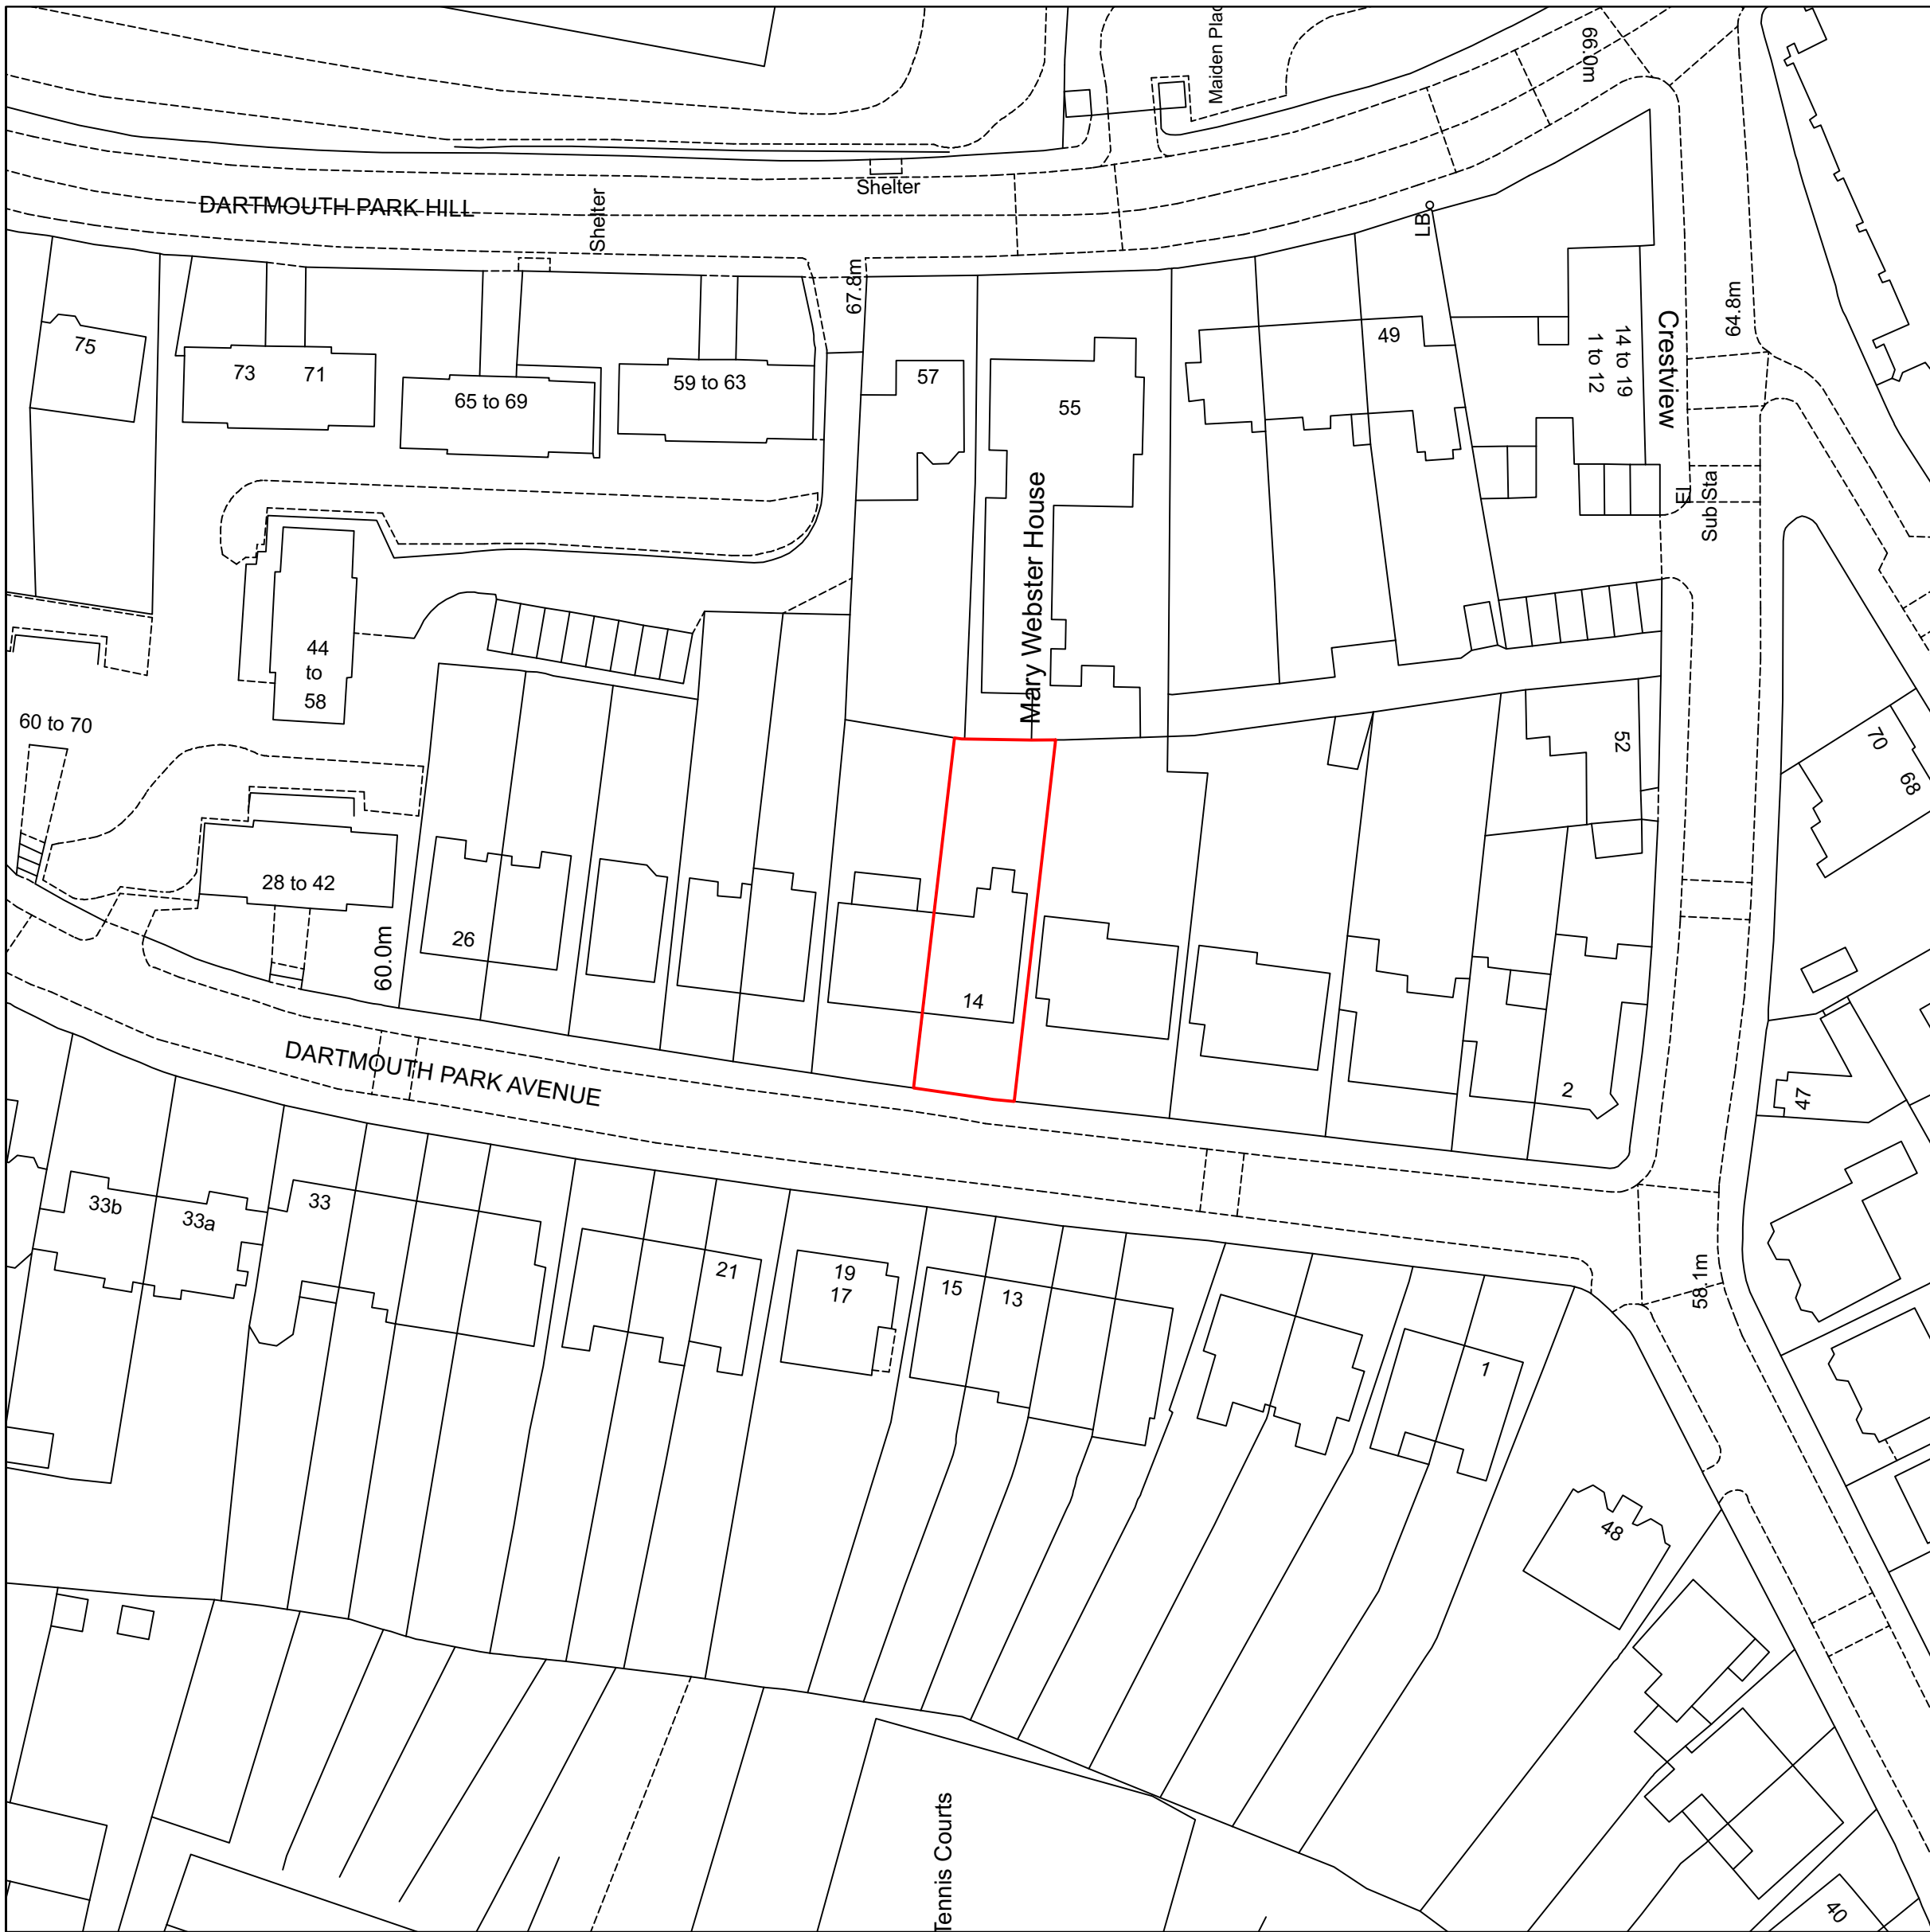 Maiden Plac
66.0m
DARTMOUTH PARK HILL
Shelter
Shelter
LB
67.8m
64.8m
75
73
71
65 to 69
59 to 63
57
55
49
14 to 19
1 to 12
Crestview
El
Sub Sta
Mary Webster House
44
to
58
60 to 70
52
70
68
28 to 42
60.0m
26
14
2
47
DARTMOUTH PARK AVENUE
33b
33a
33
21
19
17
15
13
1
58.1m
48
Tennis Courts
40